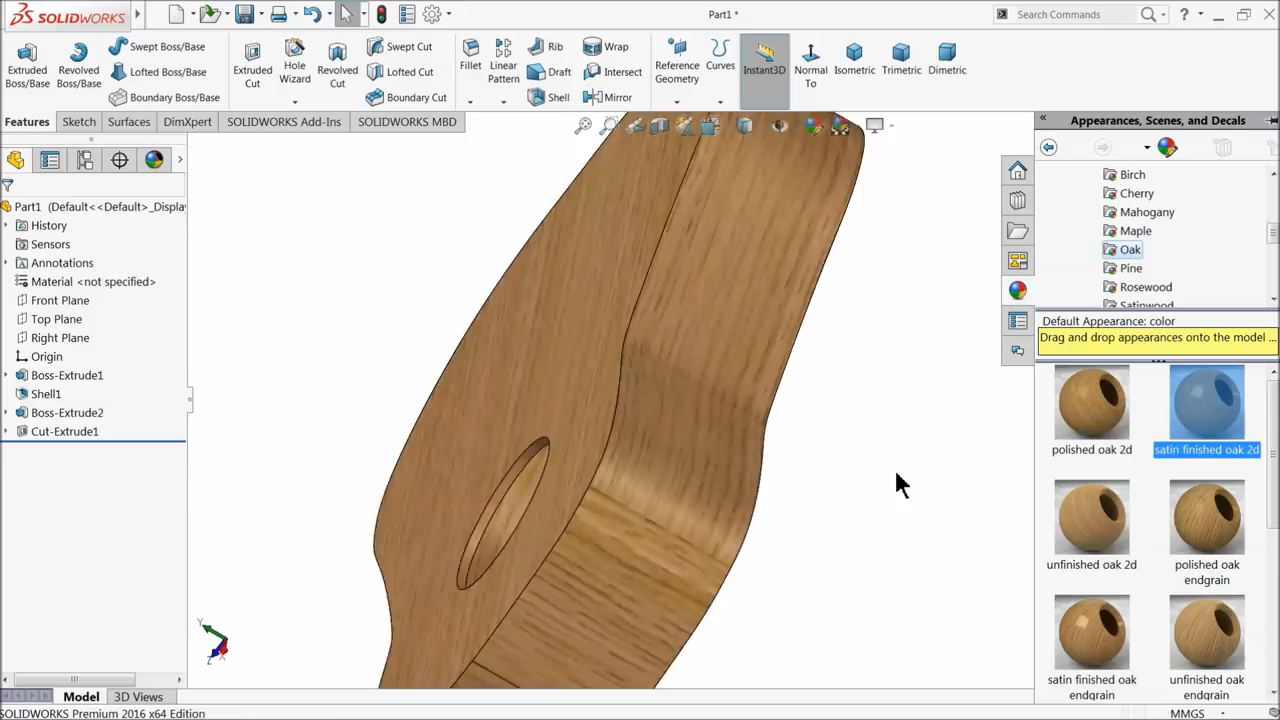 SOLIDWORKS
Part1 *
Search Commands
Extruded Boss/Base
Revolved Boss/Base
Swept Boss/Base
Lofted Boss/Base
Boundary Boss/Base
Extruded Cut
Hole Wizard
Revolved Cut
Swept Cut
Lofted Cut
Boundary Cut
Fillet
Linear Pattern
Rib
Draft
Shell
Wrap
Intersect
Mirror
Reference Geometry
Curves
Instant3D
Normal To
Isometric
Trimetric
Dimetric
Features
Sketch
Surfaces
DimXpert
SOLIDWORKS Add-Ins
SOLIDWORKS MBD
Part1 (Default<<Default>_Display
History
Sensors
Annotations
Material <not specified>
Front Plane
Top Plane
Right Plane
Origin
Boss-Extrude1
Shell1
Boss-Extrude2
Cut-Extrude1
Y
Z
X
Appearances, Scenes, and Decals
Birch
Cherry
Mahogany
Maple
Oak
Pine
Rosewood
Satinwood
Default Appearance: color
Drag and drop appearances onto the model ...
polished oak 2d
satin finished oak 2d
unfinished oak 2d
polished oak endgrain
satin finished oak endgrain
unfinished oak endgrain
Model
3D Views
SOLIDWORKS Premium 2016 x64 Edition
MMGS